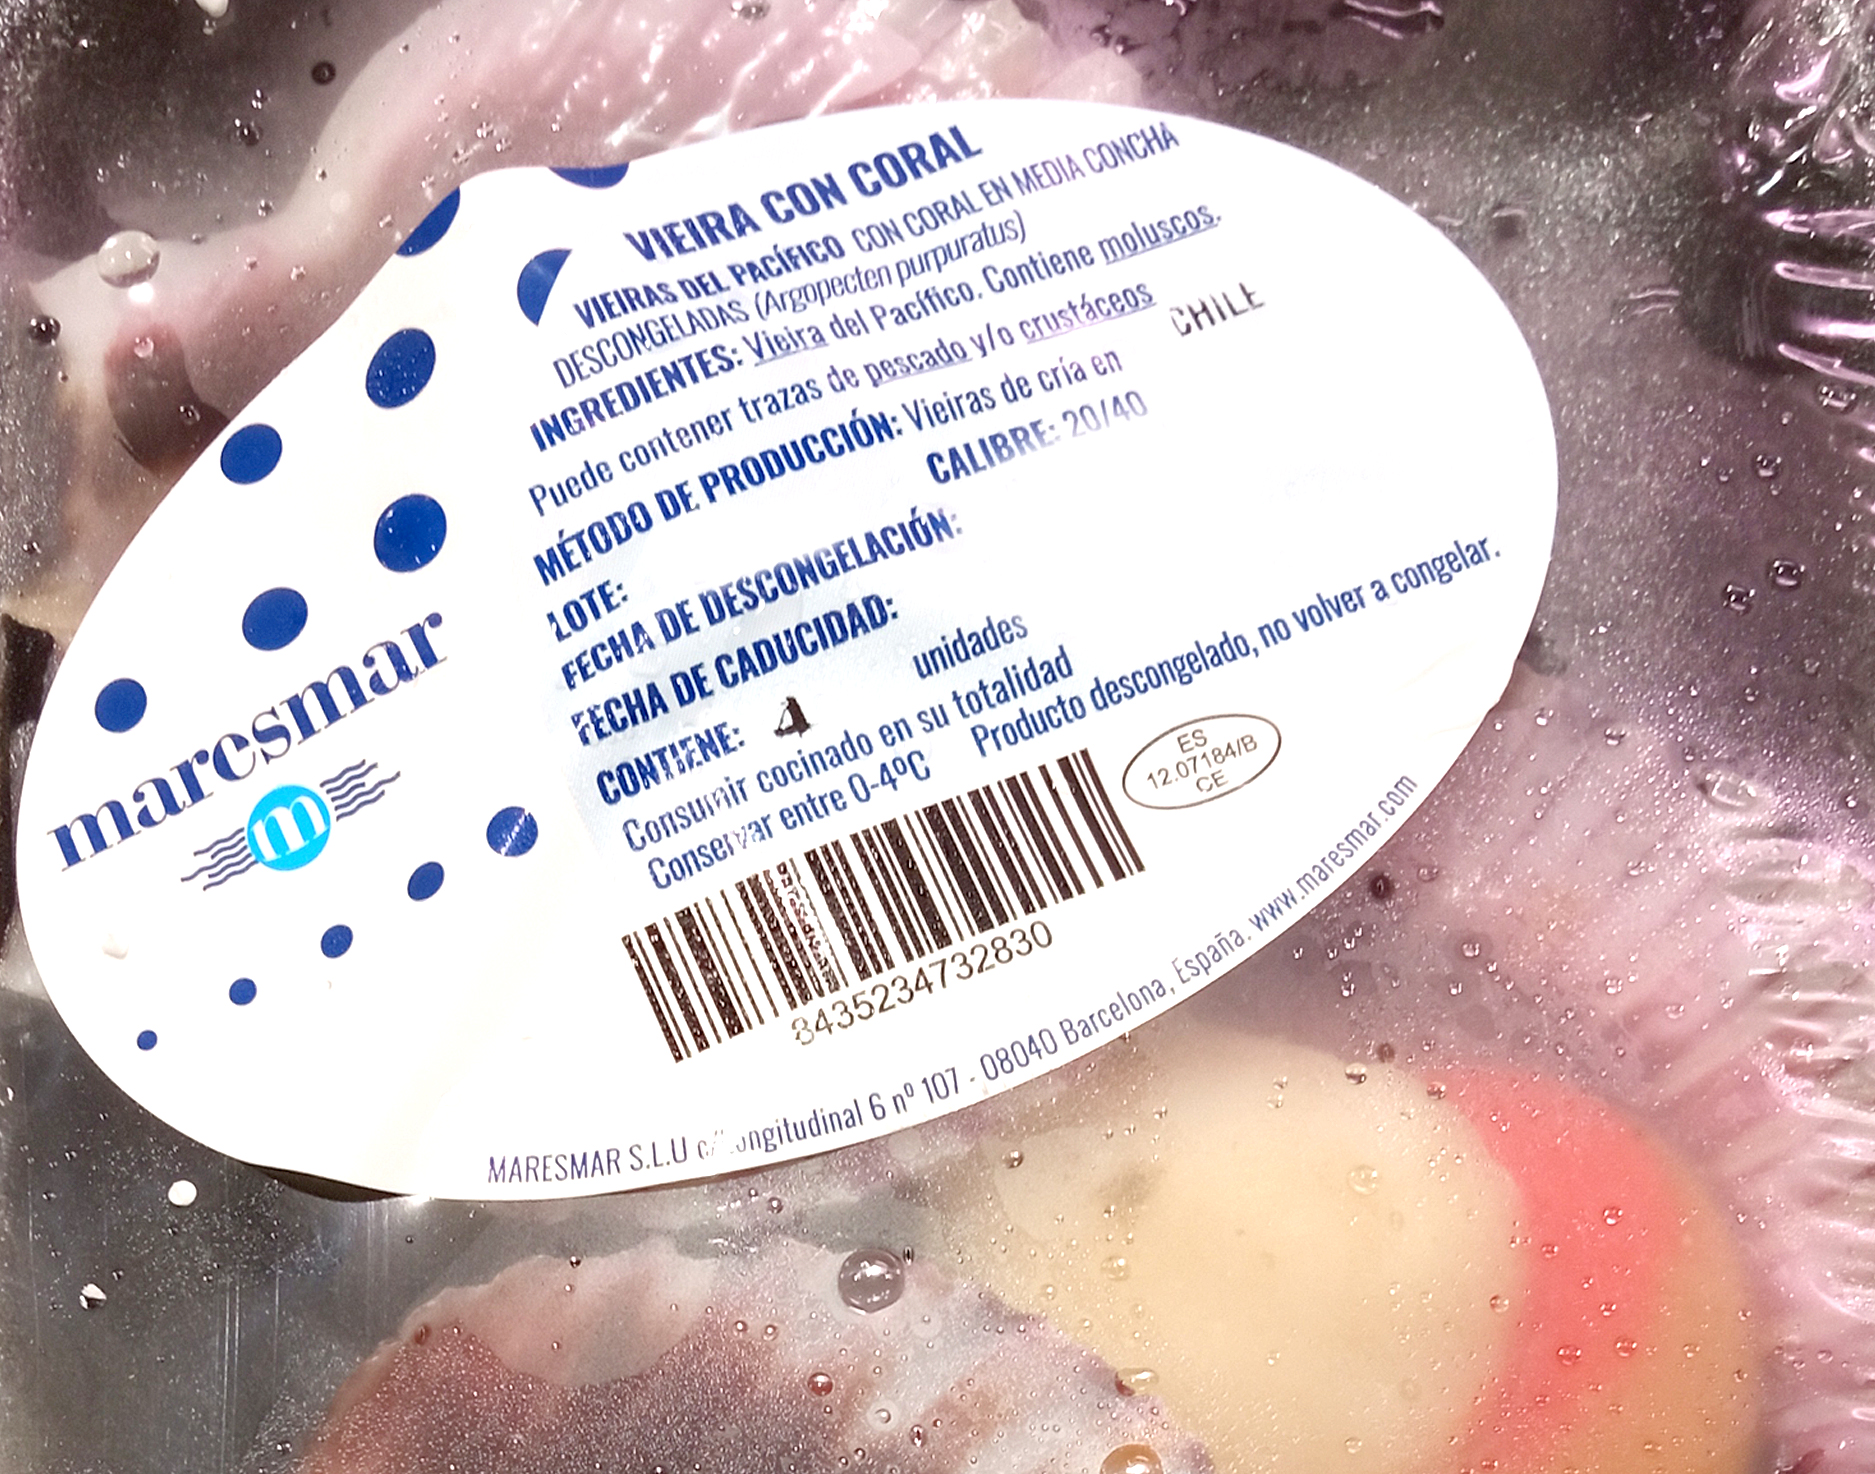 VIEIRA CON CORAL
VIEIRAS DEL PACÍFICO CON CORAL EN MEDIA CONCHA
DESCONGELADAS (Argopecten purpuratus)
INGREDIENTES: Vieira del Pacífico. Contiene moluscos.
Puede contener trazas de pescado y/o crustáceos
MÉTODO DE PRODUCCIÓN: Vieiras de cría en CHILE
CALIBRE: 20/40
LOTE:
FECHA DE DESCONGELACIÓN:
FECHA DE CADUCIDAD:
CONTIENE: 4 unidades
Consumir cocinado en su totalidad
Conservar entre 0-4ºC Producto descongelado, no volver a congelar.
maresmar
m
ES
12.07184/B
CE
3435234732830
MARESMAR S.L.U c/ Longitudinal 6 nº 107 - 08040 Barcelona, España. www.maresmar.com